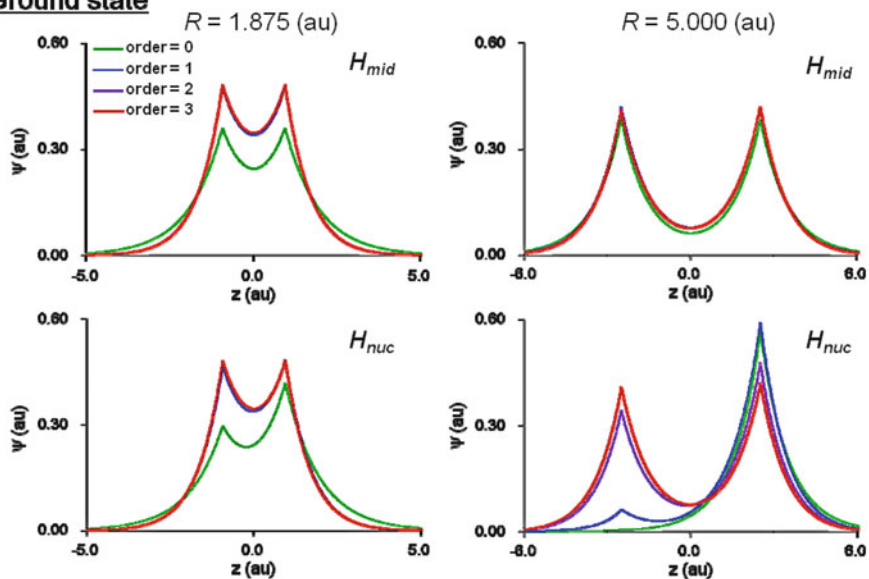 Ground state
R = 1.875 (au)
R = 5.000 (au)
0.60
order = 0
order = 1
order = 2
order = 3
H_mid
Ψ (au)
0.30
0.00
-5.0
0.0
5.0
z (au)
0.60
H_mid
Ψ (au)
0.30
0.00
-6.0
0.0
6.0
z (au)
0.60
H_nuc
Ψ (au)
0.30
0.00
-5.0
0.0
5.0
z (au)
0.60
H_nuc
Ψ (au)
0.30
0.00
-6.0
0.0
6.0
z (au)